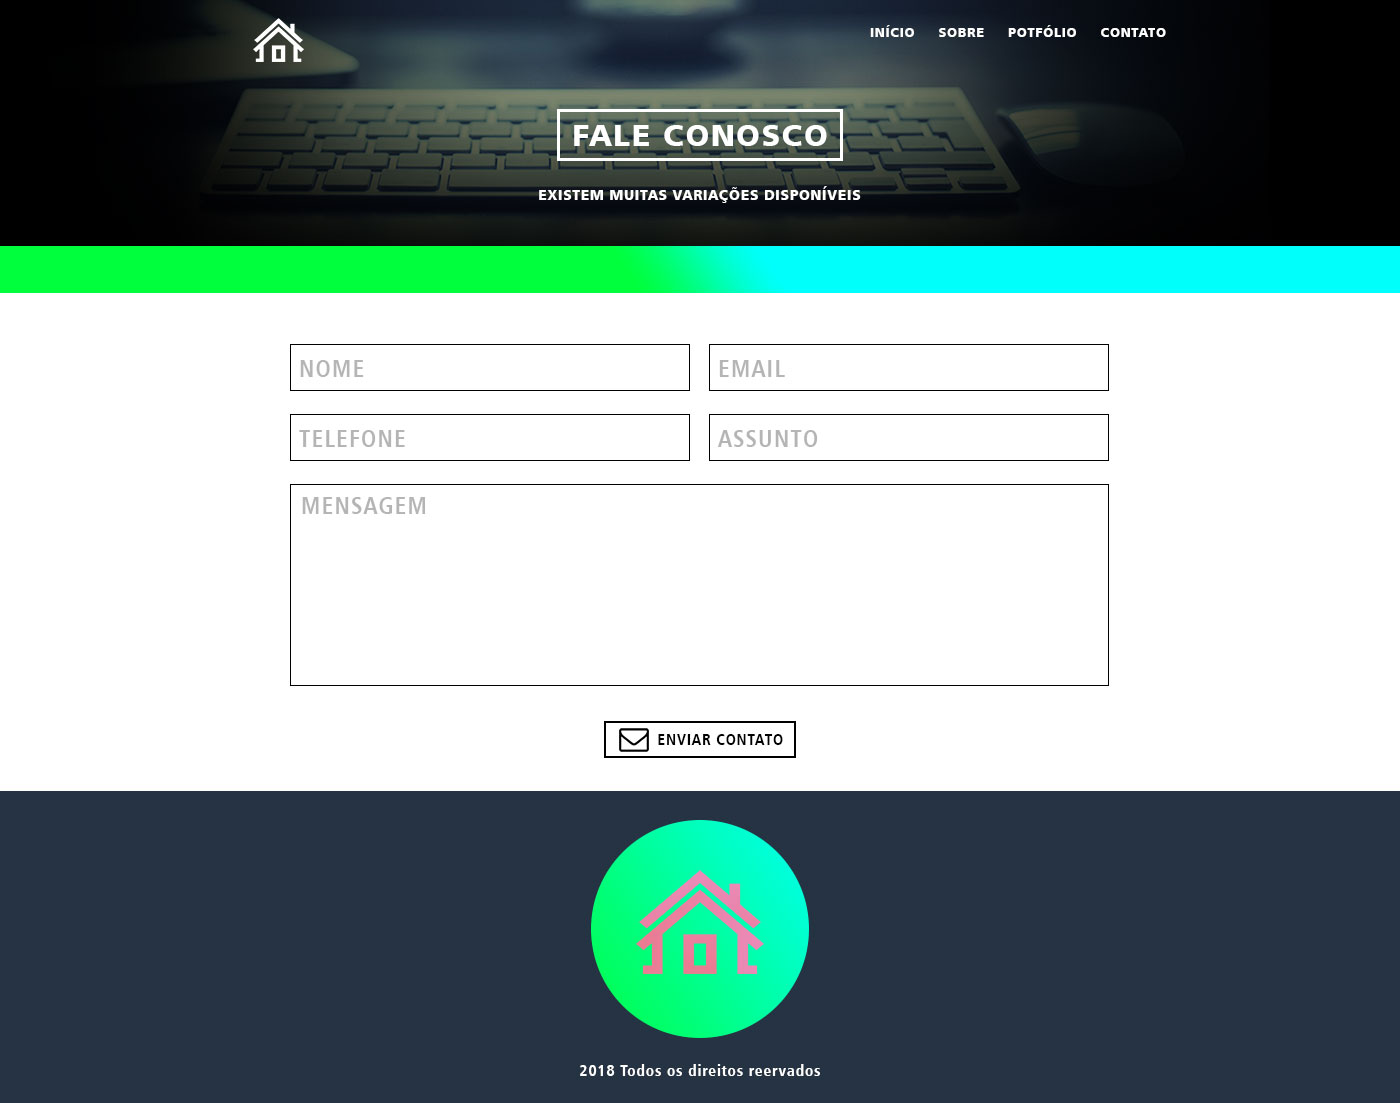 INÍCIO SOBRE POTFÓLIO CONTATO
FALE CONOSCO
EXISTEM MUITAS VARIAÇÕES DISPONÍVEIS
NOME EMAIL
TELEFONE ASSUNTO
MENSAGEM
ENVIAR CONTATO
2018 Todos os direitos reervados